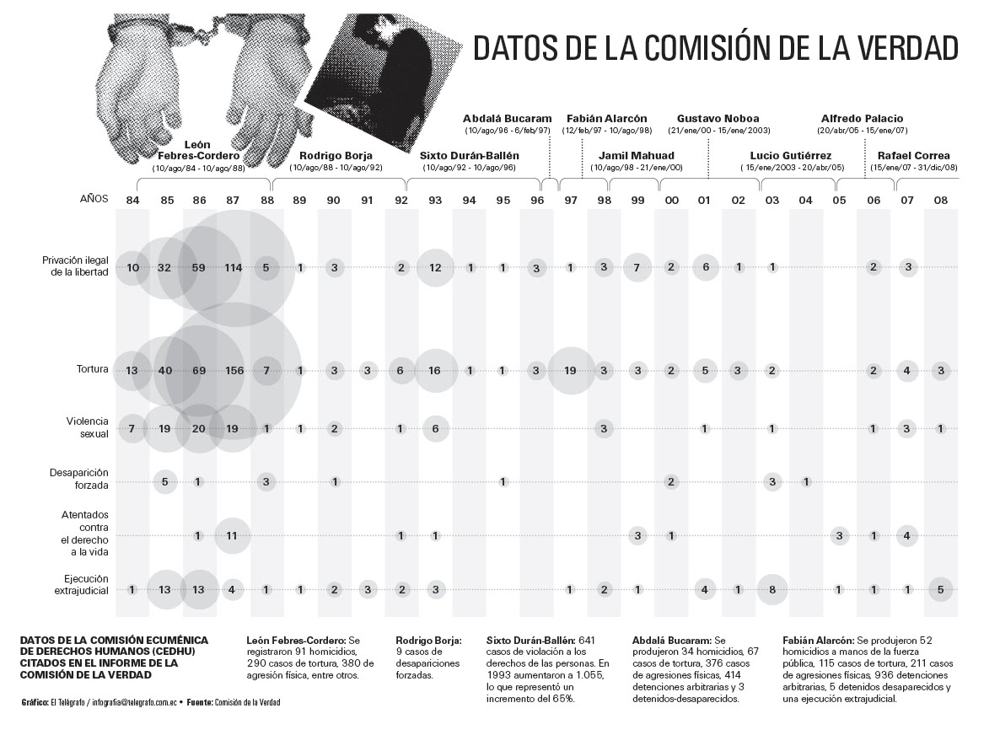 DATOS DE LA COMISIÓN DE LA VERDAD
Abdalá Bucaram
(10/ago/96 - 6/feb/97)
Fabián Alarcón
(12/feb/97 - 10/ago/98)
Gustavo Noboa
(21/ene/00 - 15/ene/2003)
Alfredo Palacio
(20/abr/05 - 15/ene/07)
León
Febres-Cordero
(10/ago/84 - 10/ago/88)
Rodrigo Borja
(10/ago/88 - 10/ago/92)
Sixto Durán-Ballén
(10/ago/92 - 10/ago/96)
Jamil Mahuad
(10/ago/98 - 21/ene/00)
Lucio Gutiérrez
( 15/ene/2003 - 20/abr/05)
Rafael Correa
(15/ene/07 - 31/dic/08)
AÑOS 84 85 86 87 88 89 90 91 92 93 94 95 96 97 98 99 00 01 02 03 04 05 06 07 08
Privación ilegal
de la libertad
10 32 59 114 5 1 3 2 12 1 1 3 1 3 7 2 6 1 1 2 3
Tortura 13 40 69 156 7 1 3 3 6 16 1 1 3 19 3 3 2 5 3 2 2 4 3
Violencia
sexual
7 19 20 19 1 1 2 1 6 3 1 1 1 3 1
Desaparición
forzada
5 1 3 1 1 2 3 1
Atentados
contra
el derecho
a la vida
1 11 1 1 3 1 3 1 4
Ejecución
extrajudicial
1 13 13 4 1 1 2 3 2 3 1 2 1 4 1 8 1 1 1 5
DATOS DE LA COMISIÓN ECUMÉNICA
DE DERECHOS HUMANOS (CEDHU)
CITADOS EN EL INFORME DE LA
COMISIÓN DE LA VERDAD
León Febres-Cordero: Se
registraron 91 homicidios,
290 casos de tortura, 380 de
agresión física, entre otros.
Rodrigo Borja:
9 casos de
desapariciones
forzadas.
Sixto Durán-Ballén: 641
casos de violación a los
derechos de las personas. En
1993 aumentaron a 1.055,
lo que representó un
incremento del 65%.
Abdalá Bucaram: Se
produjeron 34 homicidios, 67
casos de tortura, 376 casos
de agresiones físicas, 414
detenciones arbitrarias y 3
detenidos-desaparecidos.
Fabián Alarcón: Se produjeron 52
homicidios a manos de la fuerza
pública, 115 casos de tortura, 211 casos
de agresiones físicas, 936 detenciones
arbitrarias, 5 detenidos desaparecidos y
una ejecución extrajudicial.
Gráfico: El Telégrafo / infografia@telegrafo.com.ec • Fuente: Comisión de la Verdad